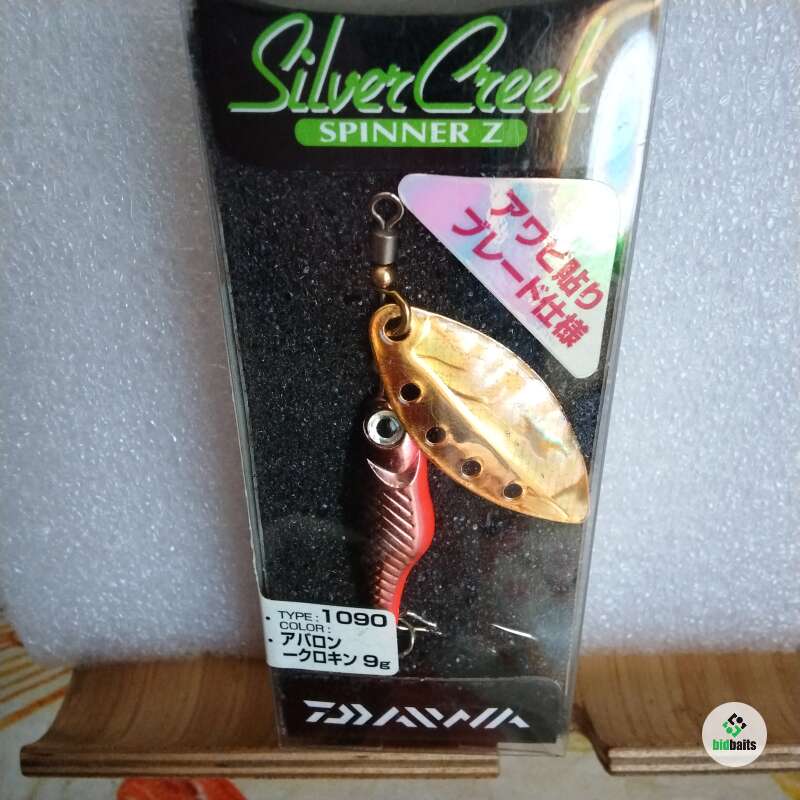 Silver Creek
SPINNER Z
アワビ貼り
ブレード仕様
TYPE: 1090
COLOR:
アバロン
ークロキン 9g
DAIWA
bidbaits